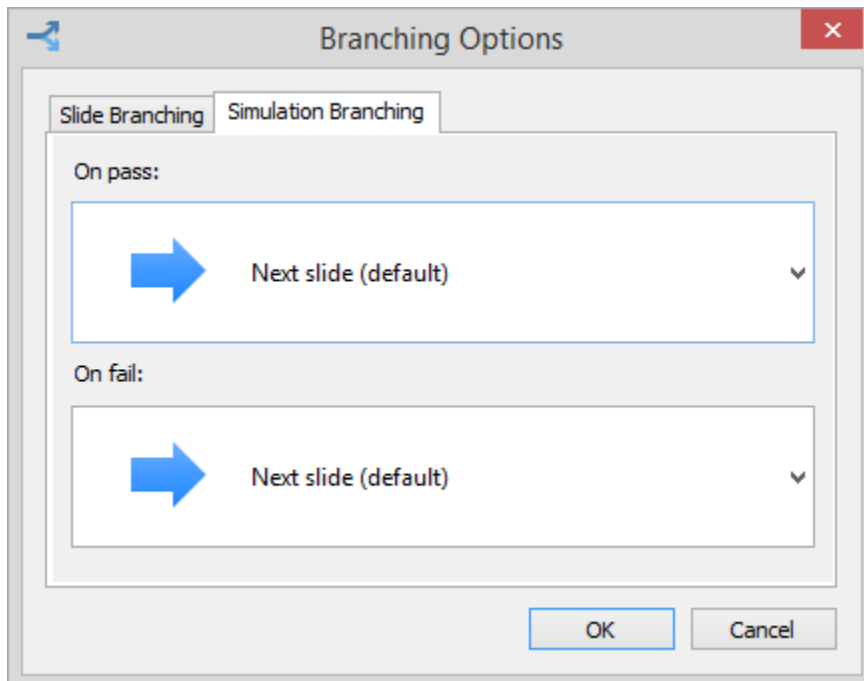 Branching Options
Slide Branching
Simulation Branching
On pass:
Next slide (default)
On fail:
Next slide (default)
OK
Cancel